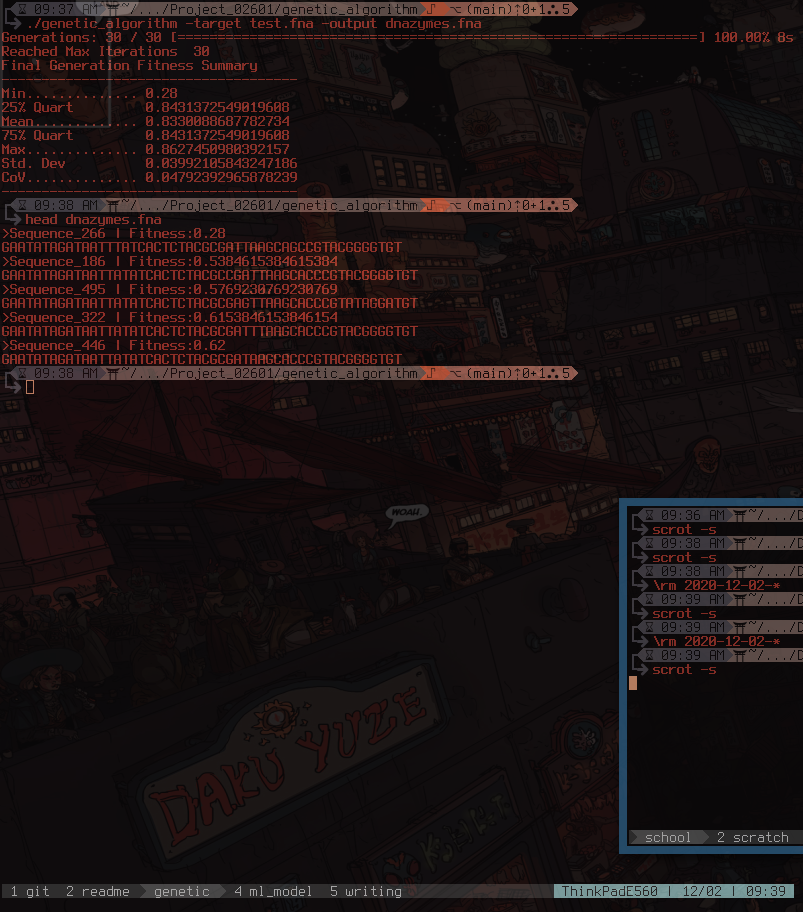 09:37 AM ~/.../Project_02601/genetic_algorithm (main)↑0+1 5
./genetic_algorithm -target test.fna -output dnazymes.fna
Generations: 30 / 30 [=================================================================] 100.00% 8s
Reached Max Iterations  30
Final Generation Fitness Summary
-------------------------------------
Min.............. 0.28
25% Quart         0.8431372549019608
Mean............. 0.8330088687782734
75% Quart         0.8431372549019608
Max.............. 0.8627450980392157
Std. Dev          0.03992105843247186
CoV.............. 0.04792392965878239
-------------------------------------
09:38 AM ~/.../Project_02601/genetic_algorithm (main)↑0+1 5
head dnazymes.fna
>Sequence_266 | Fitness:0.28
GAATATAGATAATTTATCACTCTACGCGATTAAGCAGCCGTACGGGGTGT
>Sequence_186 | Fitness:0.5384615384615384
GAATATAGATAATTATATCACTCTACGCCGATTAAGCACCCGTACGGGGTGT
>Sequence_495 | Fitness:0.5769230769230769
GAATATAGATAATTATATCACTCTACGCGAGTTAAGCACCCGTATAGGATGT
>Sequence_322 | Fitness:0.6153846153846154
GAATATAGATAATTATATCACTCTACGCGATTTAAGCACCCGTACGGGGTGT
>Sequence_446 | Fitness:0.62
GAATATAGATAATTATATCACTCTACGCGATAAGCACCCGTACGGGGTGT
09:38 AM ~/.../Project_02601/genetic_algorithm (main)↑0+1 5
WOAH.
09:36 AM ~/.../D
scrot -s
09:38 AM ~/.../D
scrot -s
09:38 AM ~/.../D
\rm 2020-12-02-*
09:39 AM ~/.../D
scrot -s
09:39 AM ~/.../D
\rm 2020-12-02-*
09:39 AM ~/.../D
scrot -s
DAKU YUZE
school 2 scratch
1 git 2 readme genetic 4 ml_model 5 writing ThinkPadE560 | 12/02 | 09:39